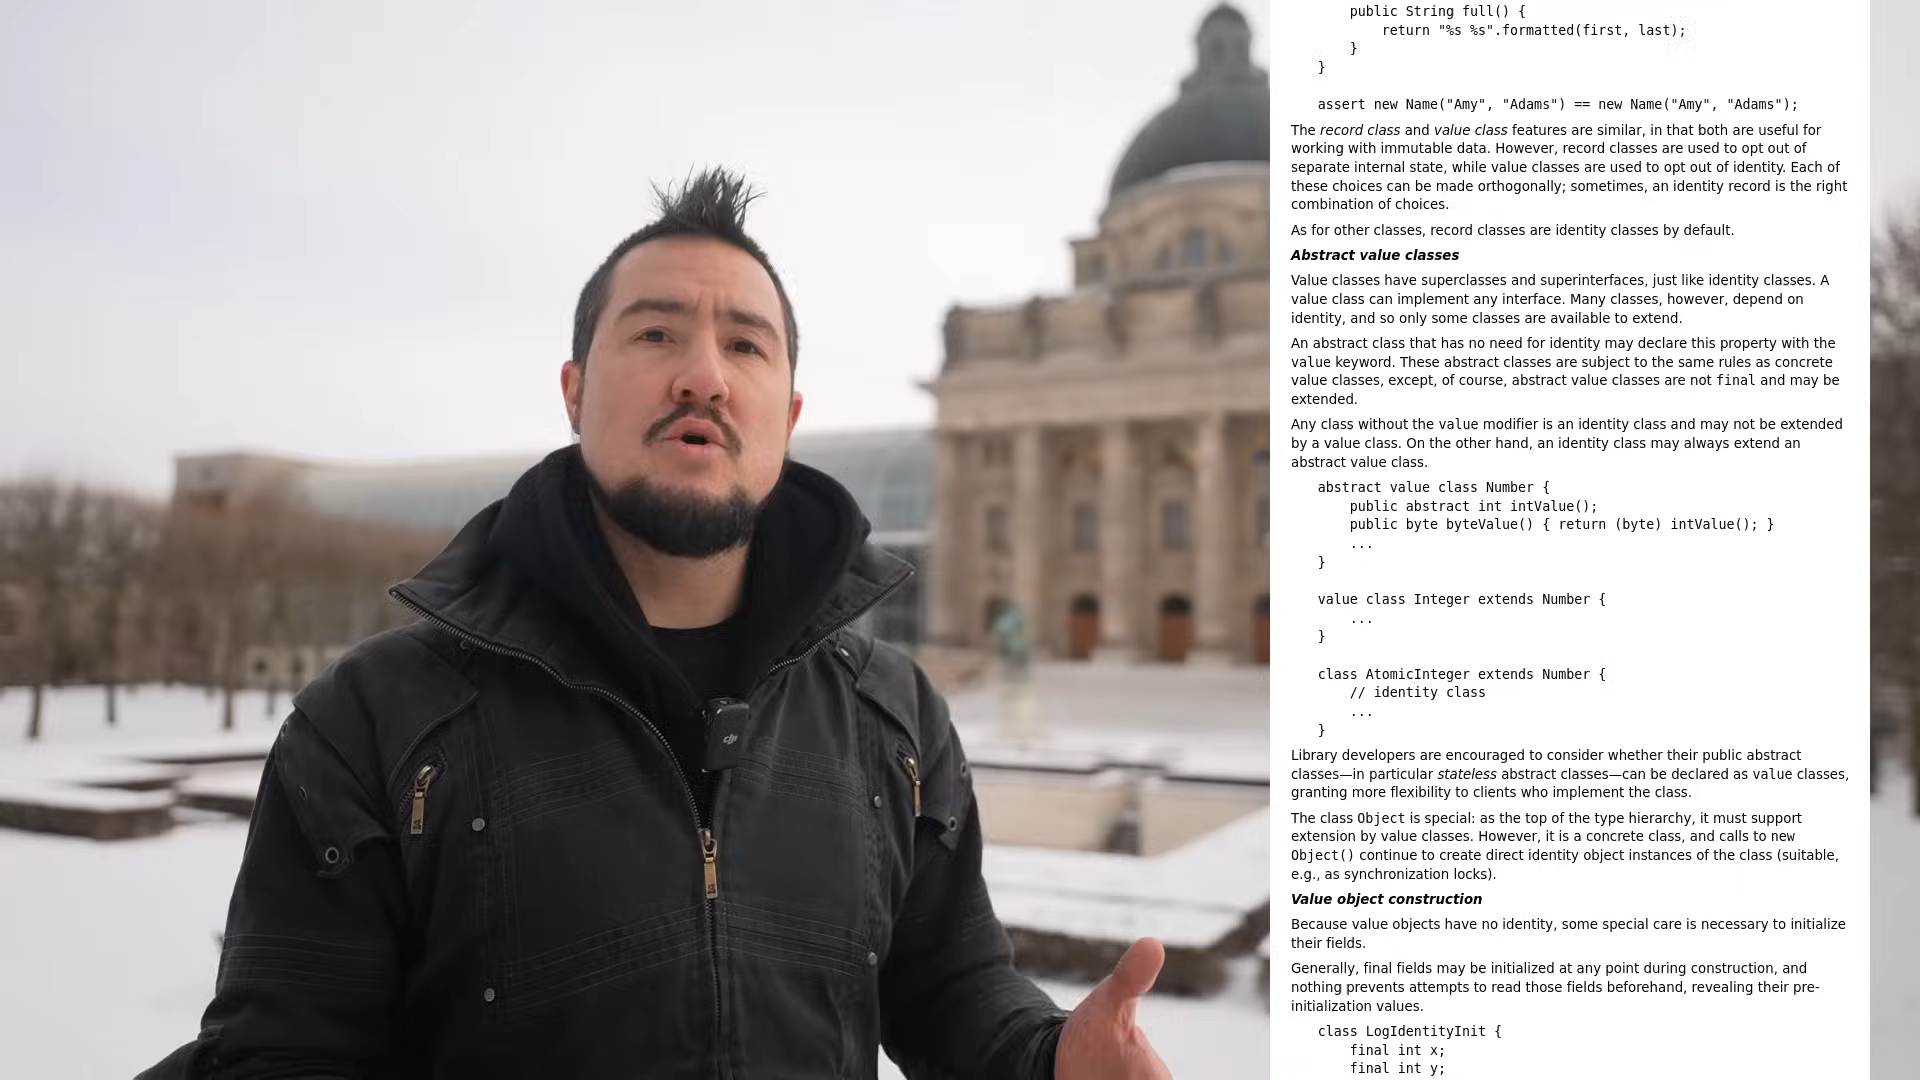 public String full() {
return "%s %s".formatted(first, last);
}
}
assert new Name("Amy", "Adams") == new Name("Amy", "Adams");
The record class and value class features are similar, in that both are useful for
working with immutable data. However, record classes are used to opt out of
separate internal state, while value classes are used to opt out of identity. Each of
these choices can be made orthogonally; sometimes, an identity record is the right
combination of choices.
As for other classes, record classes are identity classes by default.
Abstract value classes
Value classes have superclasses and superinterfaces, just like identity classes. A
value class can implement any interface. Many classes, however, depend on
identity, and so only some classes are available to extend.
An abstract class that has no need for identity may declare this property with the
value keyword. These abstract classes are subject to the same rules as concrete
value classes, except, of course, abstract value classes are not final and may be
extended.
Any class without the value modifier is an identity class and may not be extended
by a value class. On the other hand, an identity class may always extend an
abstract value class.
abstract value class Number {
public abstract int intValue();
public byte byteValue() { return (byte) intValue(); }
...
}
value class Integer extends Number {
...
}
class AtomicInteger extends Number {
// identity class
...
}
Library developers are encouraged to consider whether their public abstract
classes—in particular stateless abstract classes—can be declared as value classes,
granting more flexibility to clients who implement the class.
The class Object is special: as the top of the type hierarchy, it must support
extension by value classes. However, it is a concrete class, and calls to new
Object() continue to create direct identity object instances of the class (suitable,
e.g., as synchronization locks).
Value object construction
Because value objects have no identity, some special care is necessary to initialize
their fields.
Generally, final fields may be initialized at any point during construction, and
nothing prevents attempts to read those fields beforehand, revealing their pre-
initialization values.
class LogIdentityInit {
final int x;
final int y;
dji